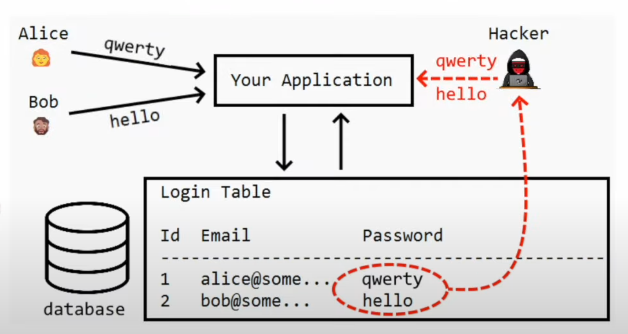 Alice
qwerty
Bob
hello
Your Application
Hacker
qwerty
hello
Login Table
Id Email Password
1 alice@some... qwerty
2 bob@some... hello
database